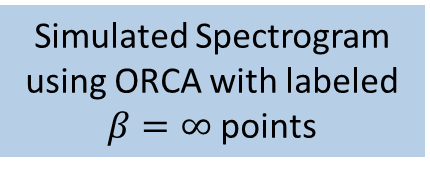 Simulated Spectrogram
using ORCA with labeled
β = ∞ points